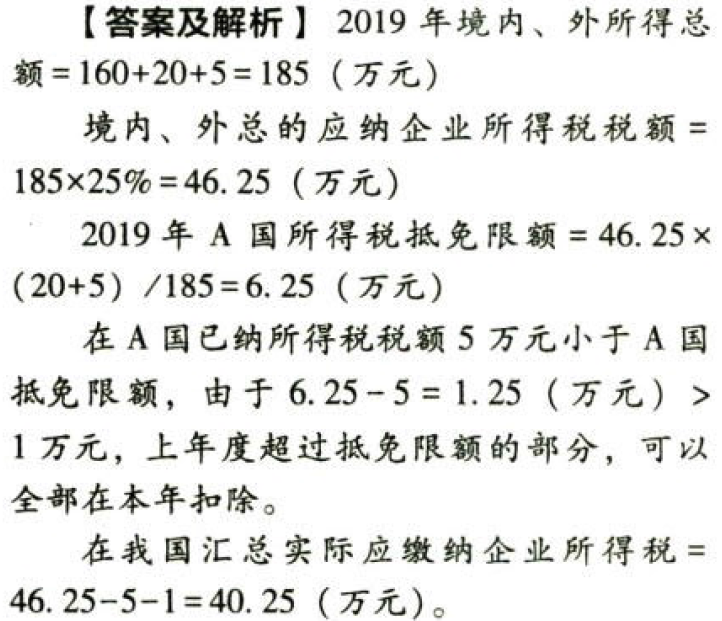 【答案及解析】 2019 年境内、外所得总
额=160+20+5=185 （万元）
境内、外总的应纳企业所得税税额=
185×25%=46. 25 （万元）
2019 年 A 国所得税抵免限额 = 46. 25×
(20+5) /185=6. 25 （万元）
在 A 国已纳所得税税额 5 万元小于 A 国
抵免限额，由于 6. 25-5 = 1. 25 （万元）>
1 万元，上年度超过抵免限额的部分，可以
全部在本年扣除。
在我国汇总实际应缴纳企业所得税=
46. 25-5-1=40. 25 （万元）。